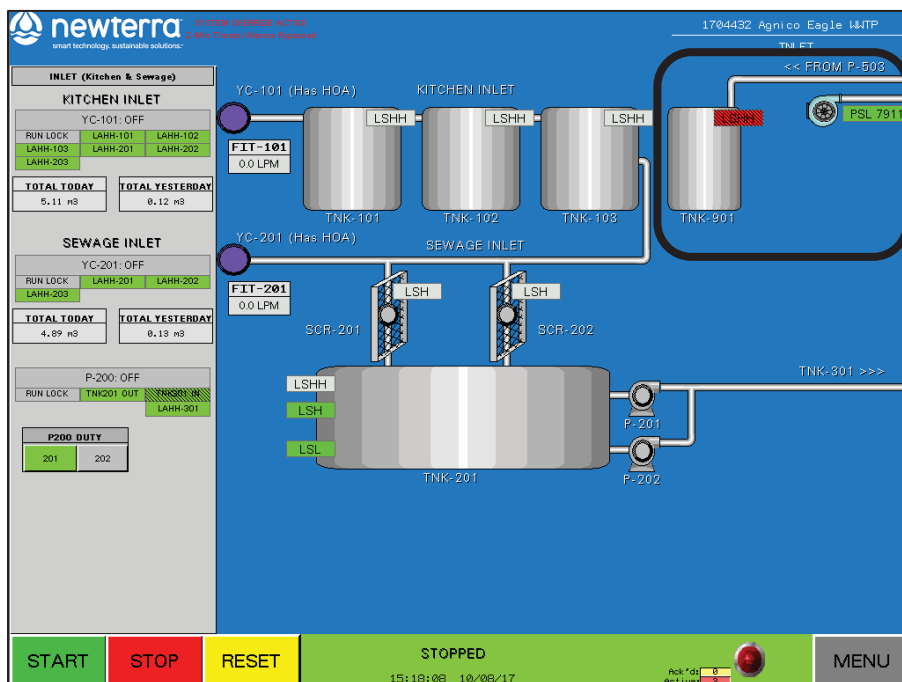 newterra
smart technology. sustainable solutions.
1704432 Agnico Eagle WWTP
INLET
<< FROM P-503
INLET (Kitchen & Sewage)
KITCHEN INLET
YC-101: OFF
RUN LOCK LAHH-101 LAHH-102
LAHH-103 LAHH-201 LAHH-202
LAHH-203
TOTAL TODAY TOTAL YESTERDAY
5.11 m3 0.12 m3
SEWAGE INLET
YC-201: OFF
RUN LOCK LAHH-201 LAHH-202
LAHH-203
TOTAL TODAY TOTAL YESTERDAY
4.89 m3 0.13 m3
P-200: OFF
RUN LOCK TNK201 OUT TNK301 IN
LAHH-301
P200 DUTY
201 202
YC-101 (Has HOA) KITCHEN INLET
LSHH LSHH LSHH LSHH
PSL 7911
FIT-101
0.0 LPM
TNK-101 TNK-102 TNK-103 TNK-901
YC-201 (Has HOA) SEWAGE INLET
FIT-201
0.0 LPM
LSH LSH
SCR-201 SCR-202
TNK-301 >>>
LSHH
LSH
LSL
P-201
P-202
TNK-201
START STOP RESET
STOPPED
15:18:08 10/08/17
Ack'd: 0
Active:
MENU